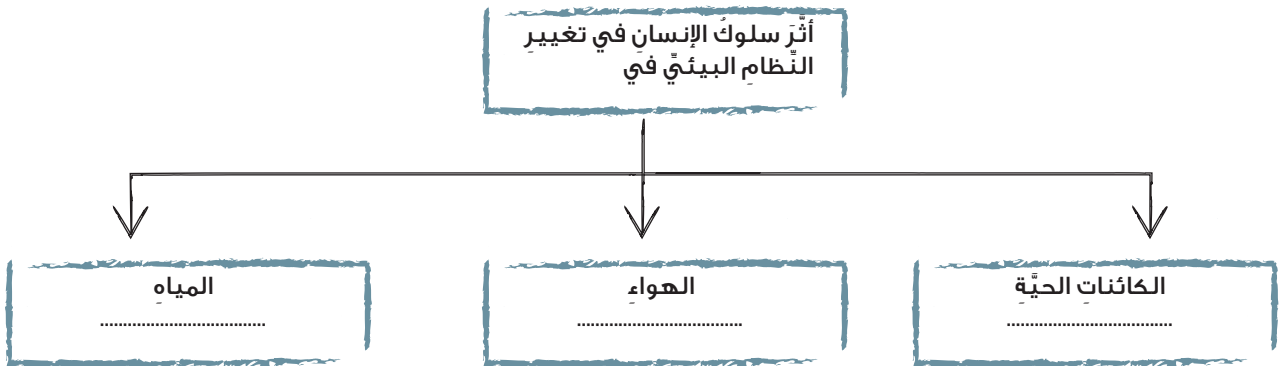 أثَّرَ سلوكُ الإنسانِ في تغييرِ
النِّظامِ البيئيِّ في
الكائناتِ الحيَّةِ
....................................
الهواءِ
....................................
المياهِ
....................................